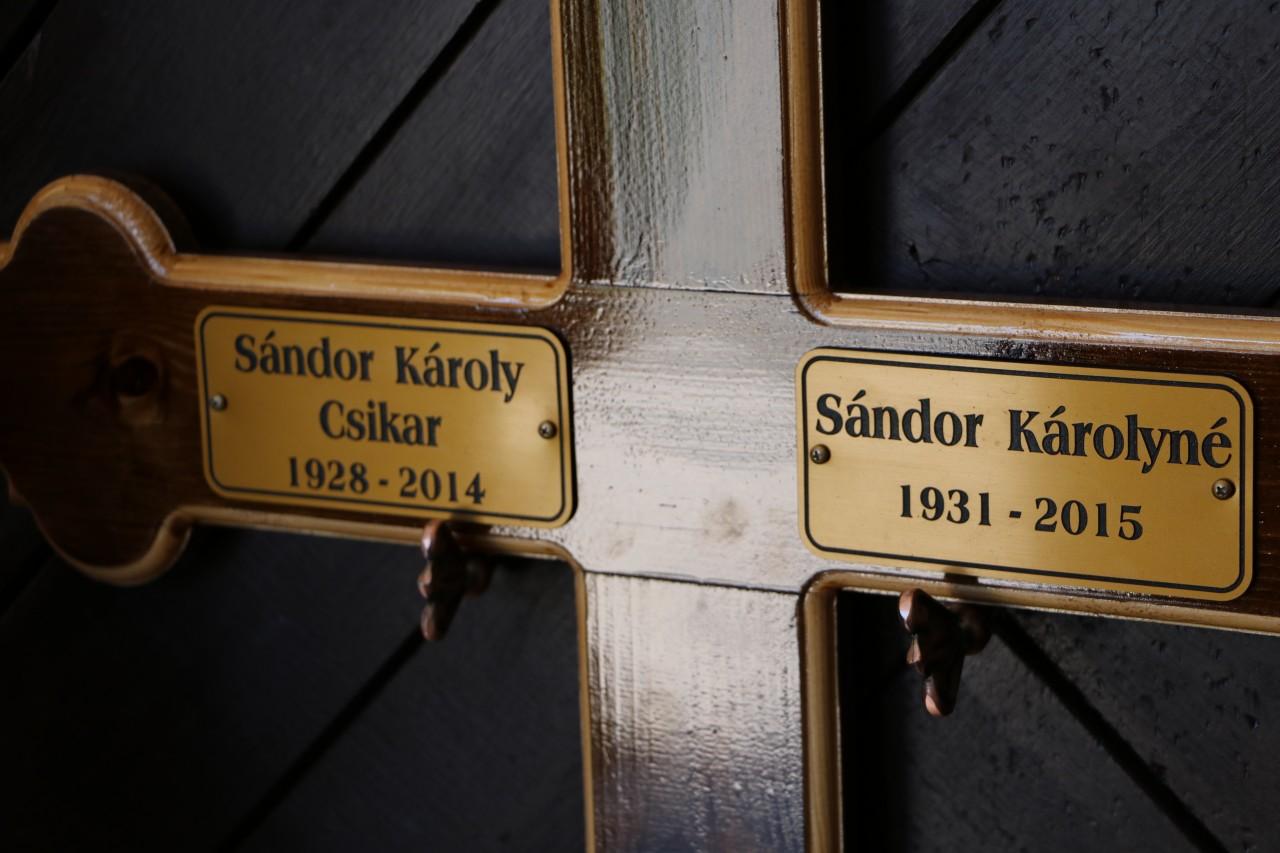 Sándor Károly
Csikar
1928 - 2014
Sándor Károlyné
1931 - 2015